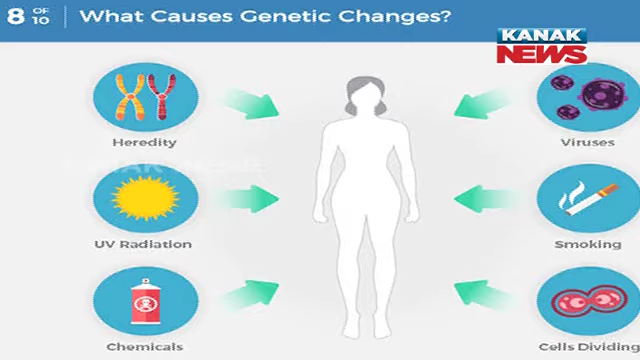 8 OF 10
What Causes Genetic Changes?
KANAK
NEWS
Heredity
Viruses
UV Radiation
Smoking
Chemicals
Cells Dividing